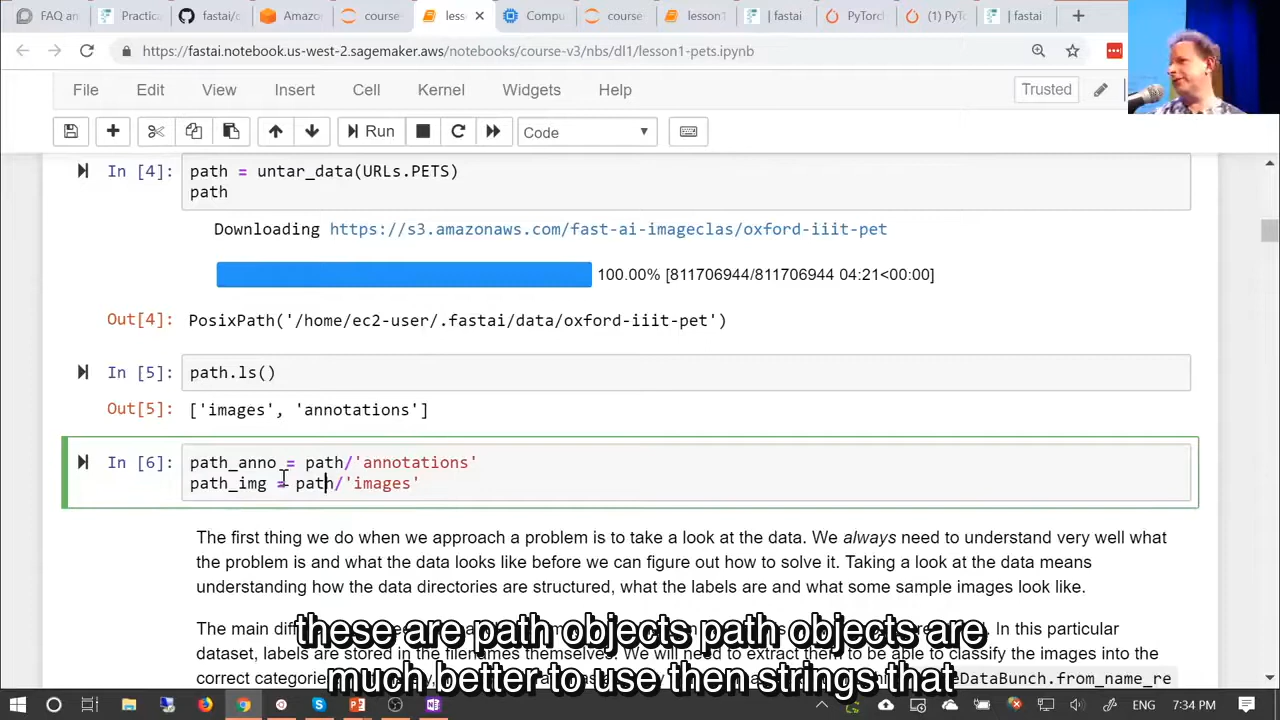 FAQ an
Practic
fastai/c
Amazo
course
less
Compu
course
lesson1
| fastai
PyTorc
(1) PyT
| fastai
https://fastai.notebook.us-west-2.sagemaker.aws/notebooks/course-v3/nbs/dl1/lesson1-pets.ipynb
File Edit View Insert Cell Kernel Widgets Help Trusted
Run Code
In [4]: path = untar_data(URLs.PETS)
path
Downloading https://s3.amazonaws.com/fast-ai-imageclas/oxford-iiit-pet
100.00% [811706944/811706944 04:21<00:00]
Out[4]: PosixPath('/home/ec2-user/.fastai/data/oxford-iiit-pet')
In [5]: path.ls()
Out[5]: ['images', 'annotations']
In [6]: path_anno = path/'annotations'
path_img = path/'images'
The first thing we do when we approach a problem is to take a look at the data. We always need to understand very well what
the problem is and what the data looks like before we can figure out how to solve it. Taking a look at the data means
understanding how the data directories are structured, what the labels are and what some sample images look like.
these are path objects path objects are
The main In this particular
dataset, labels are stored in the filenames themselves. We will need to extract them to be able to classify the images into the
much better to use then strings that
correct categories DataBunch.from_name_re
ENG 7:34 PM